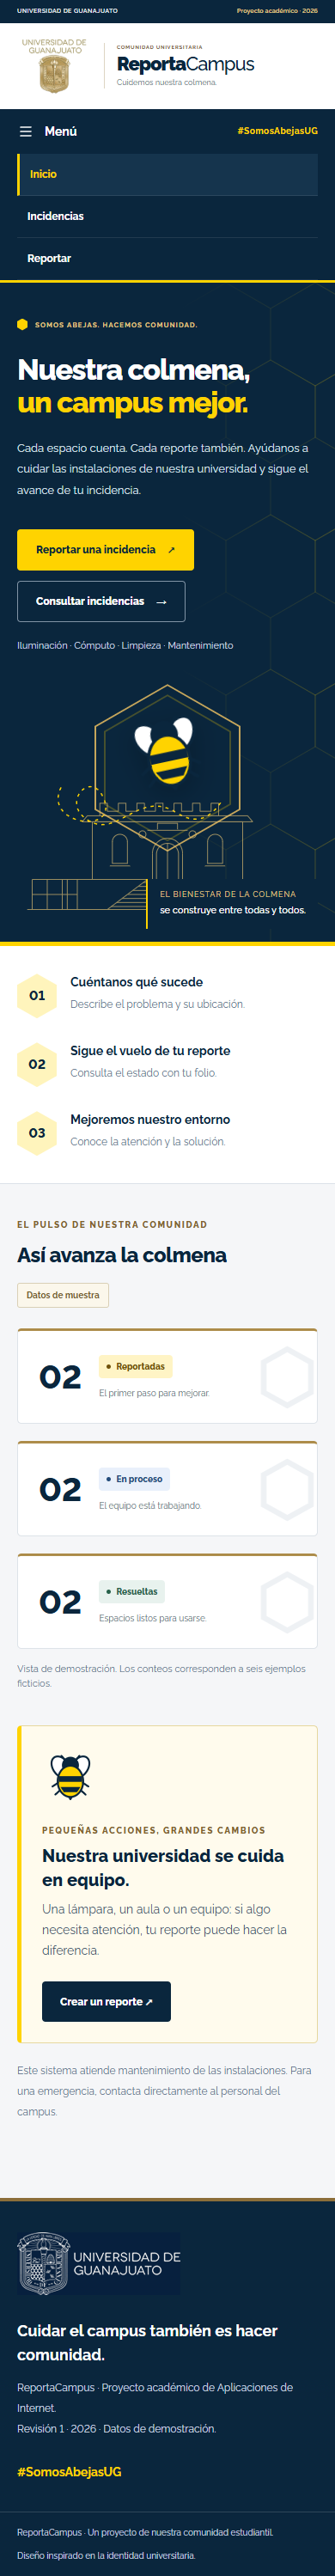 UNIVERSIDAD DE GUANAJUATO
Proyecto académico · 2026
UNIVERSIDAD DE
GUANAJUATO
COMUNIDAD UNIVERSITARIA
ReportaCampus
Cuidemos nuestra colmena.
Menú
#SomosAbejasUG
Inicio
Incidencias
Reportar
SOMOS ABEJAS. HACEMOS COMUNIDAD.
Nuestra colmena,
un campus mejor.
Cada espacio cuenta. Cada reporte también. Ayúdanos a
cuidar las instalaciones de nuestra universidad y sigue el
avance de tu incidencia.
Reportar una incidencia ↗
Consultar incidencias →
Iluminación · Cómputo · Limpieza · Mantenimiento
EL BIENESTAR DE LA COLMENA
se construye entre todas y todos.
01
Cuéntanos qué sucede
Describe el problema y su ubicación.
02
Sigue el vuelo de tu reporte
Consulta el estado con tu folio.
03
Mejoremos nuestro entorno
Conoce la atención y la solución.
EL PULSO DE NUESTRA COMUNIDAD
Así avanza la colmena
Datos de muestra
02
Reportadas
El primer paso para mejorar.
02
En proceso
El equipo está trabajando.
02
Resueltas
Espacios listos para usarse.
Vista de demostración. Los conteos corresponden a seis ejemplos
ficticios.
PEQUEÑAS ACCIONES, GRANDES CAMBIOS
Nuestra universidad se cuida
en equipo.
Una lámpara, un aula o un equipo: si algo
necesita atención, tu reporte puede hacer la
diferencia.
Crear un reporte ↗
Este sistema atiende mantenimiento de las instalaciones. Para
una emergencia, contacta directamente al personal del
campus.
UNIVERSIDAD DE
GUANAJUATO
Cuidar el campus también es hacer
comunidad.
ReportaCampus · Proyecto académico de Aplicaciones de
Internet.
Revisión 1 · 2026 · Datos de demostración.
#SomosAbejasUG
ReportaCampus · Un proyecto de nuestra comunidad estudiantil.
Diseño inspirado en la identidad universitaria.